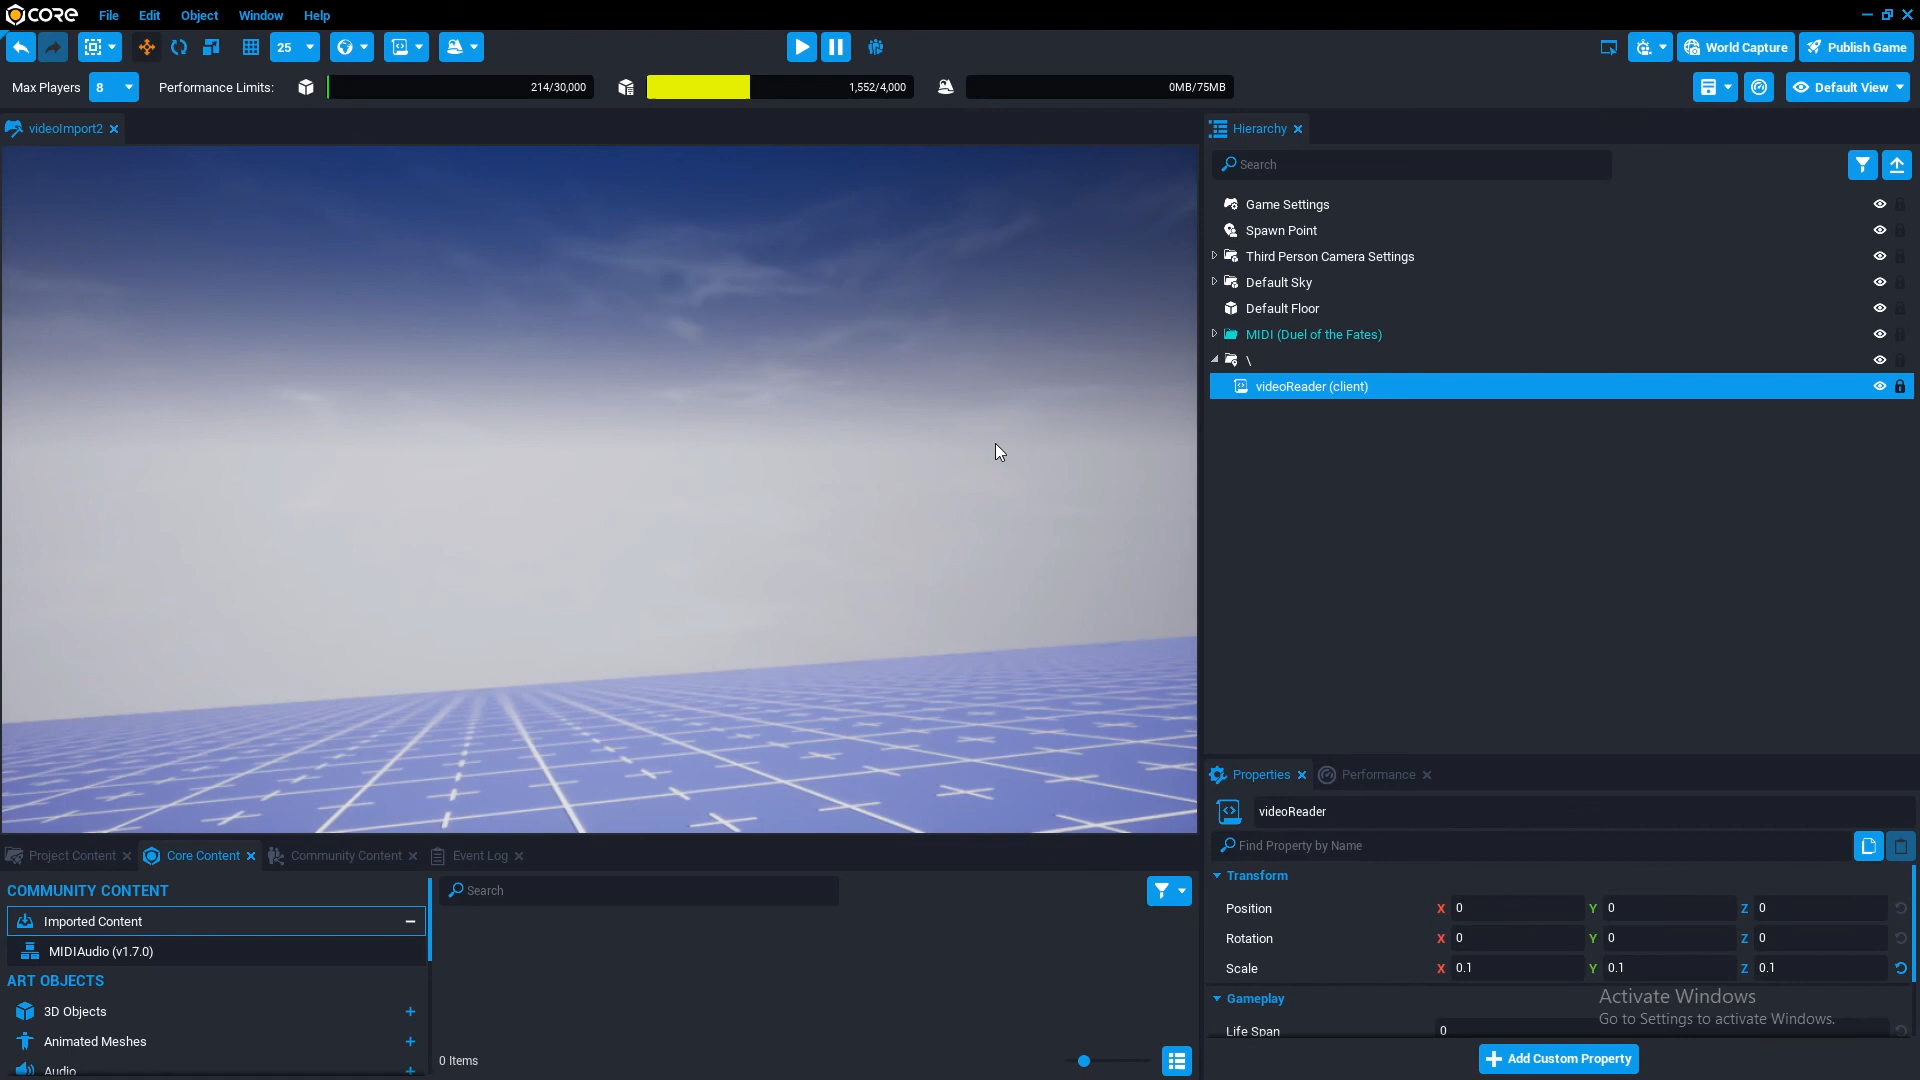 CORE File Edit Object Window Help
25 World Capture Publish Game
Max Players 8 Performance Limits: 214/30,000 1,552/4,000 0MB/75MB Default View
videoImport2
Hierarchy
Search
Game Settings
Spawn Point
Third Person Camera Settings
Default Sky
Default Floor
MIDI (Duel of the Fates)
\
videoReader (client)
Properties Performance
videoReader
Find Property by Name
Transform
Position X 0 Y 0 Z 0
Rotation X 0 Y 0 Z 0
Scale X 0.1 Y 0.1 Z 0.1
Gameplay
Life Span 0
Activate Windows
Go to Settings to activate Windows.
Add Custom Property
Project Content Core Content Community Content Event Log
COMMUNITY CONTENT
Search
Imported Content
MIDIAudio (v1.7.0)
ART OBJECTS
3D Objects
Animated Meshes
Audio
0 Items